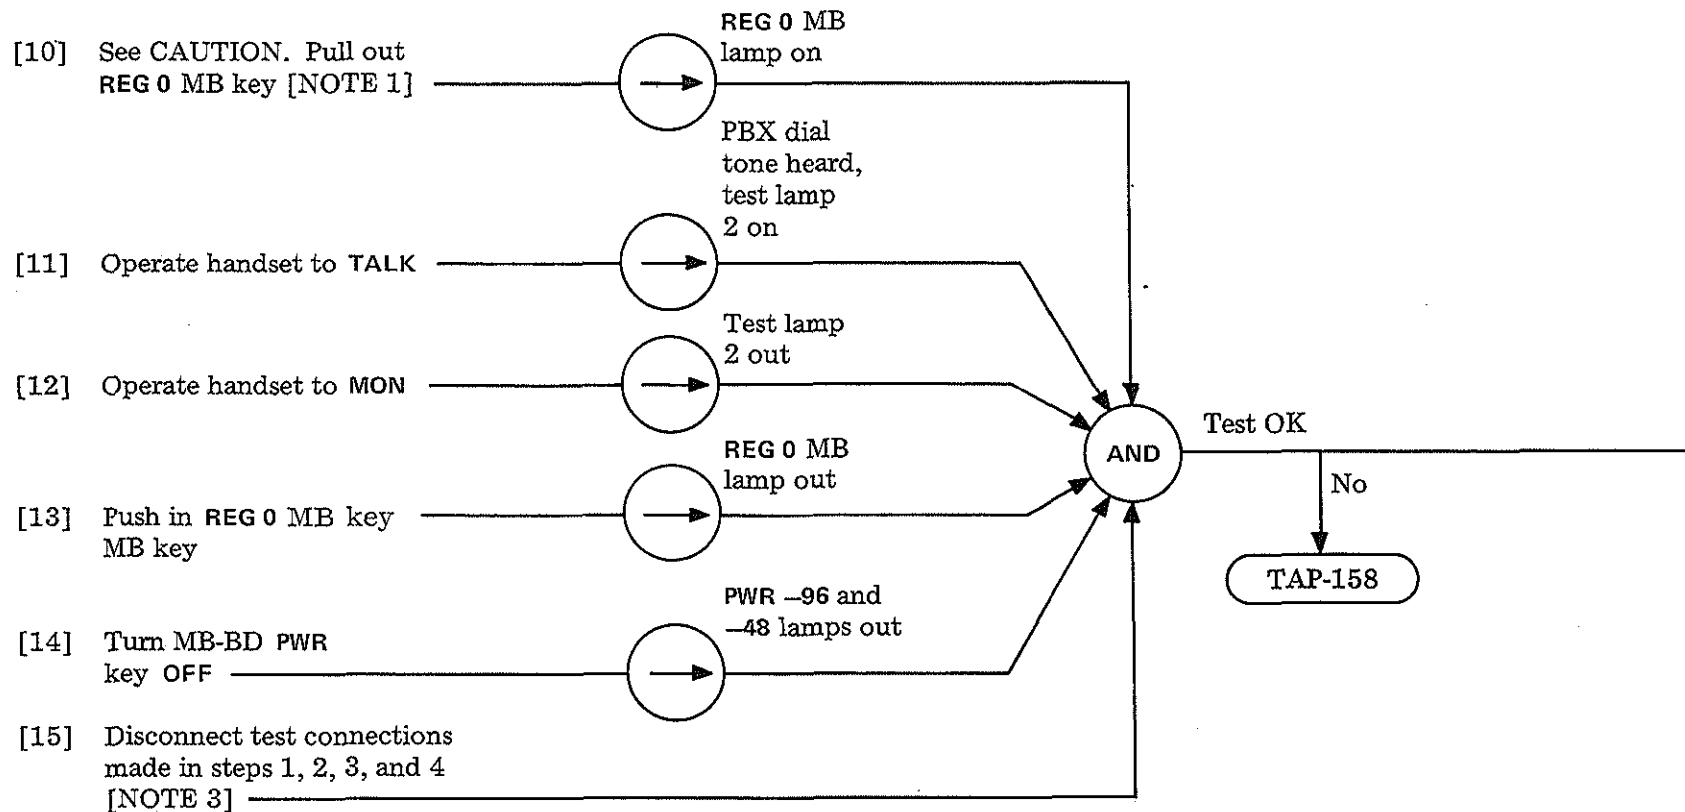 [10] See CAUTION. Pull out
REG 0 MB key [NOTE 1]
REG 0 MB
lamp on
[11] Operate handset to TALK
PBX dial
tone heard,
test lamp
2 on
[12] Operate handset to MON
Test lamp
2 out
[13] Push in REG 0 MB key
MB key
REG 0 MB
lamp out
[14] Turn MB-BD PWR
key OFF
PWR –96 and
–48 lamps out
[15] Disconnect test connections
made in steps 1, 2, 3, and 4
[NOTE 3]
AND
Test OK
No
TAP-158